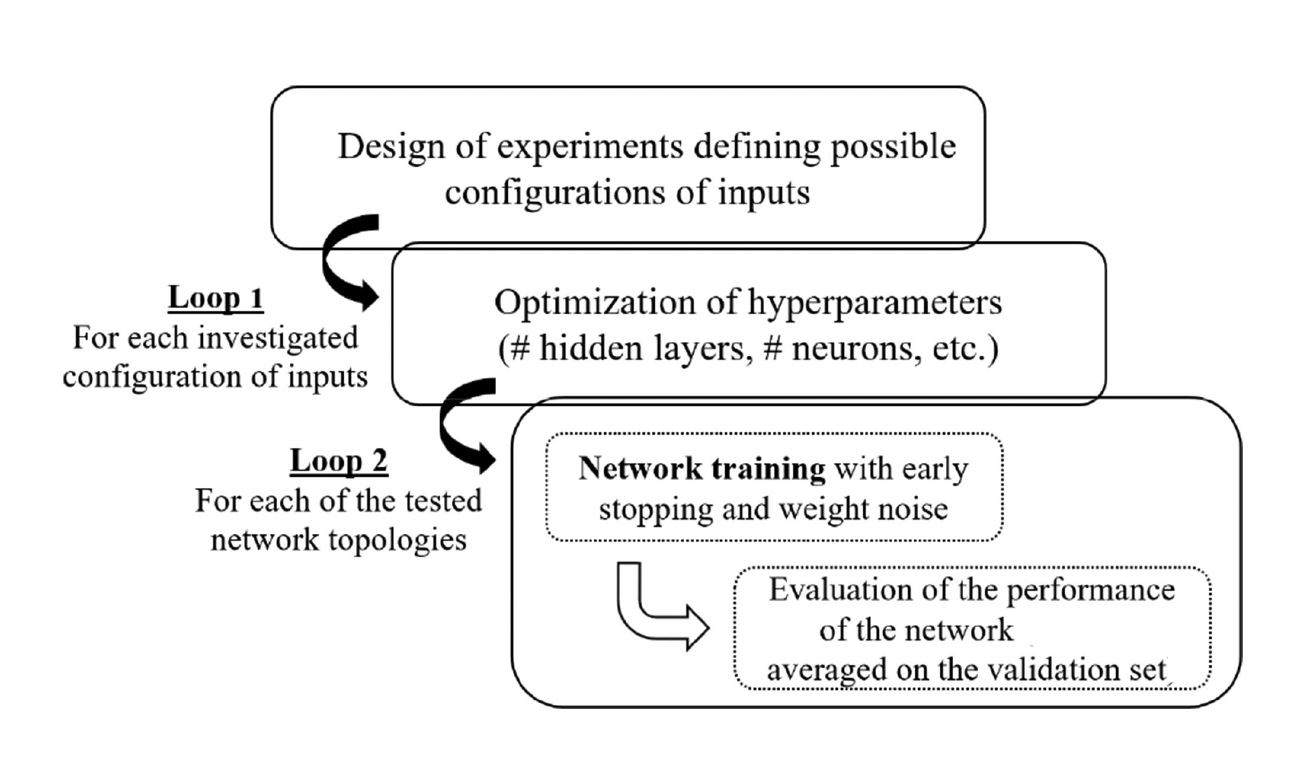 Design of experiments defining possible
configurations of inputs
Loop 1
For each investigated
configuration of inputs
Optimization of hyperparameters
(# hidden layers, # neurons, etc.)
Loop 2
For each of the tested
network topologies
Network training with early
stopping and weight noise
Evaluation of the performance
of the network
averaged on the validation set